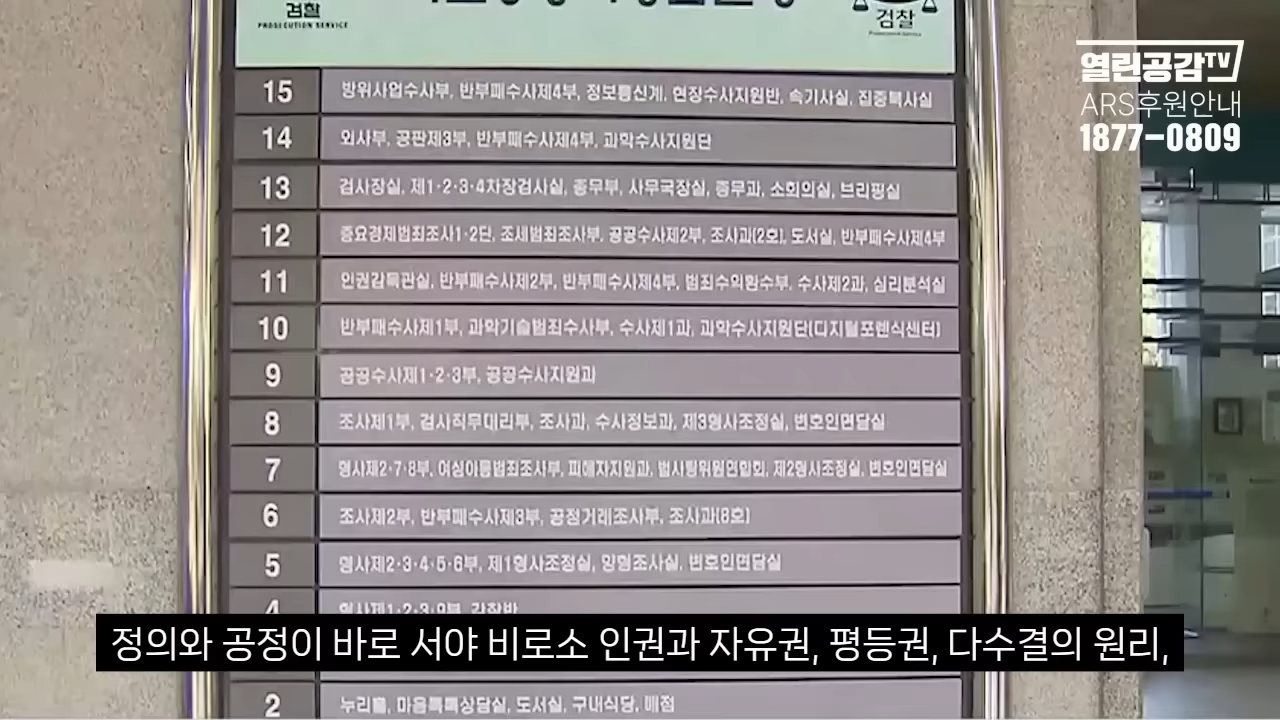 검찰
PROSECUTION SERVICE
검찰
열린공감TV
ARS후원안내
1877-0809
15 방위사업수사부, 반부패수사제4부, 정보통신계, 현장수사지원반, 속기사실, 집중복사실
14 외사부, 공판제3부, 반부패수사제4부, 과학수사지원단
13 검사장실, 제1·2·3·4차장검사실, 총무부, 사무국장실, 총무과, 소회의실, 브리핑실
12 중요경제범죄조사1·2단, 조세범죄조사부, 공공수사제2부, 조사과(2호), 도서실, 반부패수사제4부
11 인권감독관실, 반부패수사제2부, 반부패수사제4부, 범죄수익환수부, 수사제2과, 심리분석실
10 반부패수사제1부, 과학기술범죄수사부, 수사제1과, 과학수사지원단(디지털포렌식센터)
9 공공수사제1·2·3부, 공공수사지원과
8 조사제1부, 검사직무대리부, 조사과, 수사정보과, 제3형사조정실, 변호인면담실
7 형사제2·7·8부, 여성아동범죄조사부, 피해자지원과, 범사랑위원연합회, 제2형사조정실, 변호인면담실
6 조사제2부, 반부패수사제3부, 공정거래조사부, 조사과(8호)
5 형사제2·3·4·5·6부, 제1형사조정실, 양형조사실, 변호인면담실
4 형사제1·2·3·9부,
정의와 공정이 바로 서야 비로소 인권과 자유권, 평등권, 다수결의 원리,
2 누리홀, 마음톡톡상담실, 도서실, 구내식당, 매점